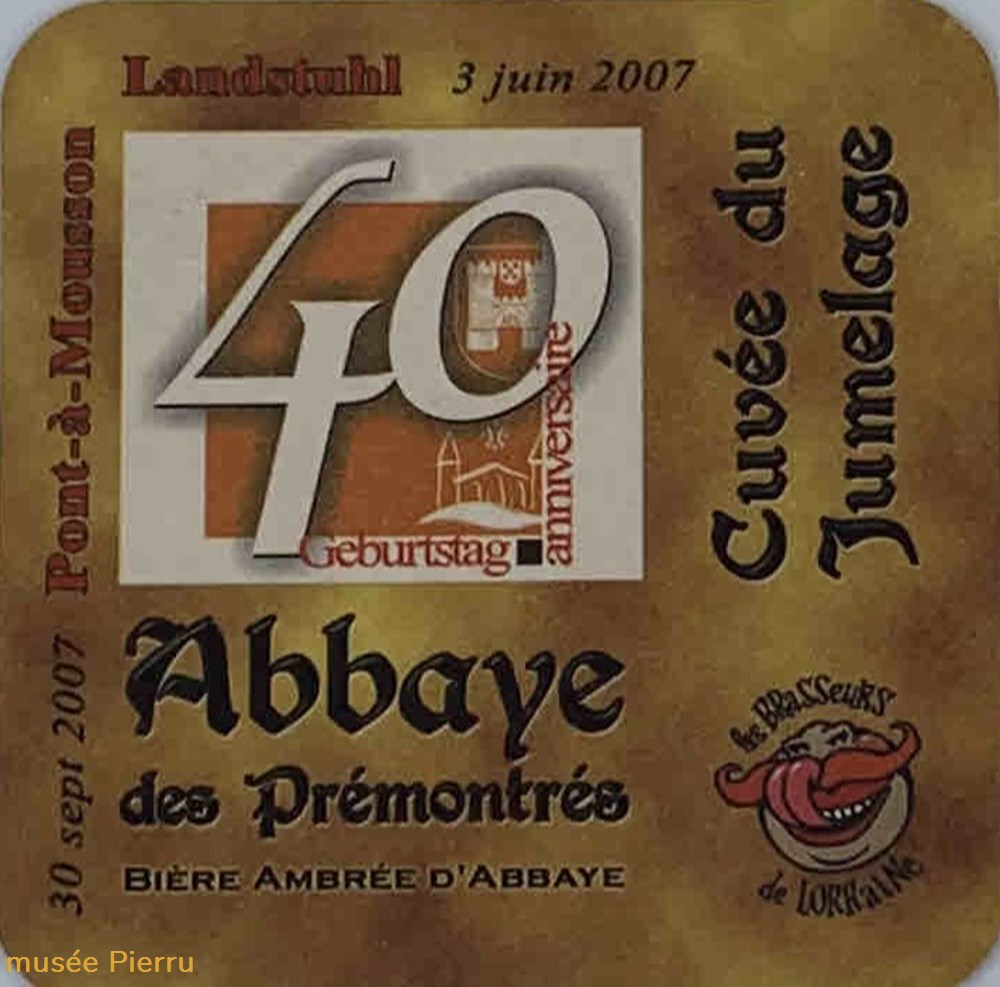 Landstuhl 3 juin 2007
30 sept 2007 Pont-à-Mousson
40
Geburtstag
anniversaire
Cuvée du
Jumelage
Abbaye
des Prémontrés
BIÈRE AMBRÉE D'ABBAYE
les BRASSEURS
de LORRAINE
musée Pierru